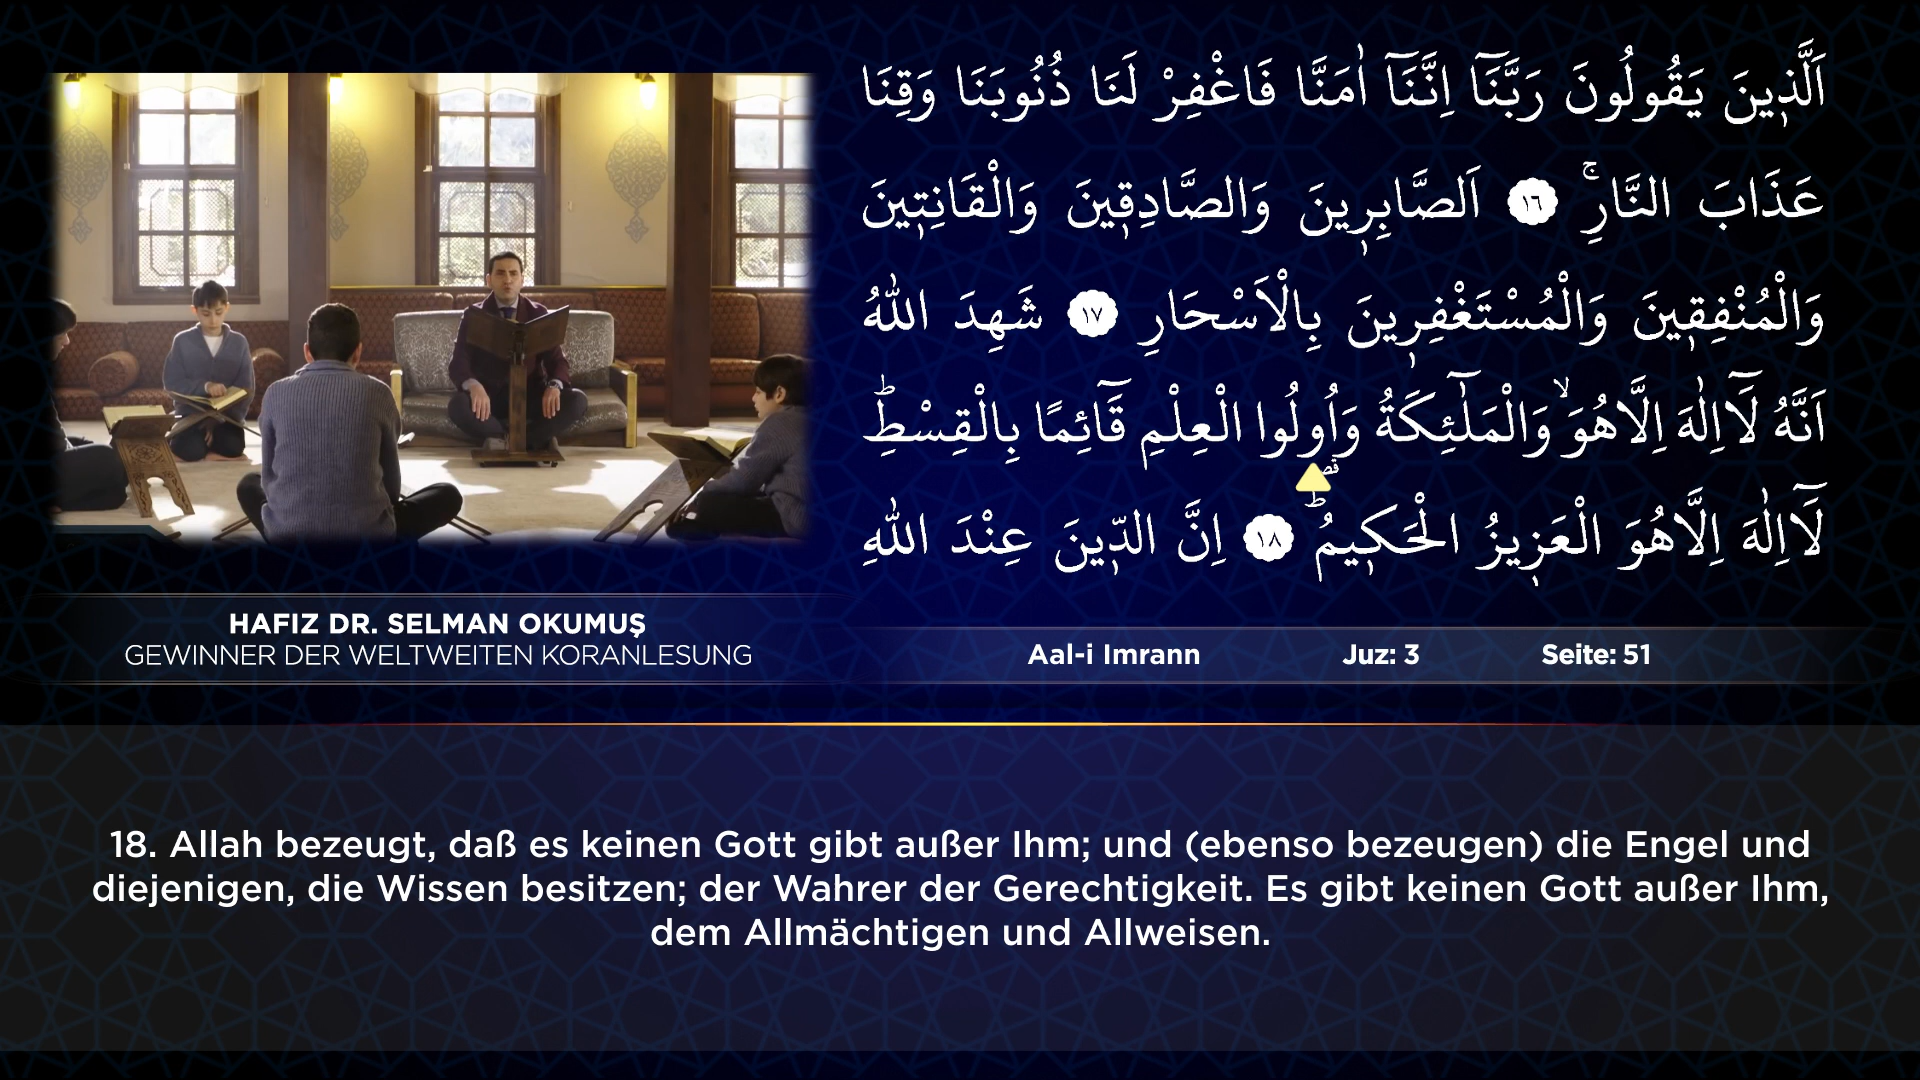 اَلَّذ۪ينَ يَقُولُونَ رَبَّنَٓا اِنَّنَٓا اٰمَنَّا فَاغْفِرْ لَنَا ذُنُوبَنَا وَقِنَا
عَذَابَ النَّارِۚ ﴿١٦﴾ اَلصَّابِر۪ينَ وَالصَّادِق۪ينَ وَالْقَانِت۪ينَ
وَالْمُنْفِق۪ينَ وَالْمُسْتَغْفِر۪ينَ بِالْاَسْحَارِ ﴿١٧﴾ شَهِدَ اللّٰهُ
اَنَّهُ لَٓا اِلٰهَ اِلَّا هُوَۙ وَالْمَلٰٓئِكَةُ وَاُو۬لُوا الْعِلْمِ قَٓائِمًا بِالْقِسْطِۜ
لَٓا اِلٰهَ اِلَّا هُوَ الْعَز۪يزُ الْحَك۪يمُۜ ﴿١٨﴾ اِنَّ الدّ۪ينَ عِنْدَ اللّٰهِ
HAFIZ DR. SELMAN OKUMUŞ
GEWINNER DER WELTWEITEN KORANLESUNG
Aal-i Imrann Juz: 3 Seite: 51
18. Allah bezeugt, daß es keinen Gott gibt außer Ihm; und (ebenso bezeugen) die Engel und
diejenigen, die Wissen besitzen; der Wahrer der Gerechtigkeit. Es gibt keinen Gott außer Ihm,
dem Allmächtigen und Allweisen.